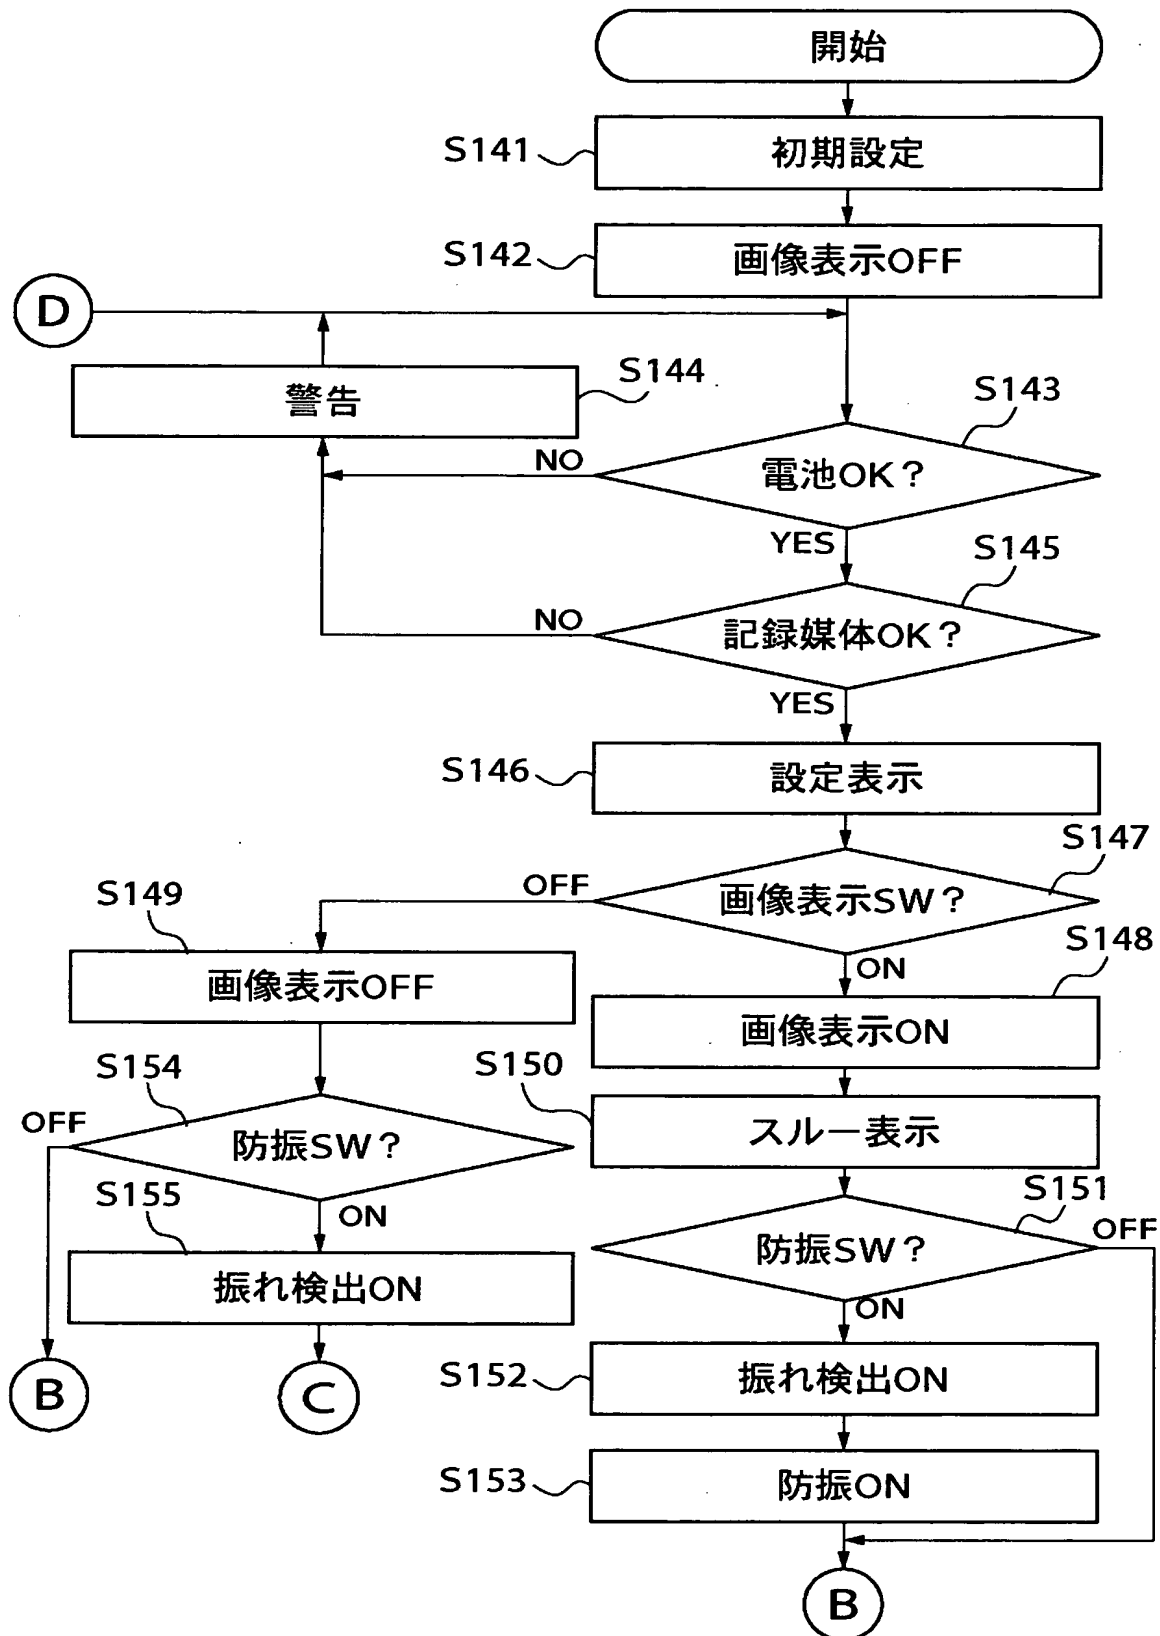 開始
S141
初期設定
S142
画像表示OFF
D
S144
警告
S143
電池OK?
NO
YES
S145
記録媒体OK?
NO
YES
S146
設定表示
S147
画像表示SW?
OFF
ON
S149
画像表示OFF
S148
画像表示ON
S154
防振SW?
OFF
ON
S150
スルー表示
S155
振れ検出ON
S151
防振SW?
OFF
ON
B
C
S152
振れ検出ON
S153
防振ON
B